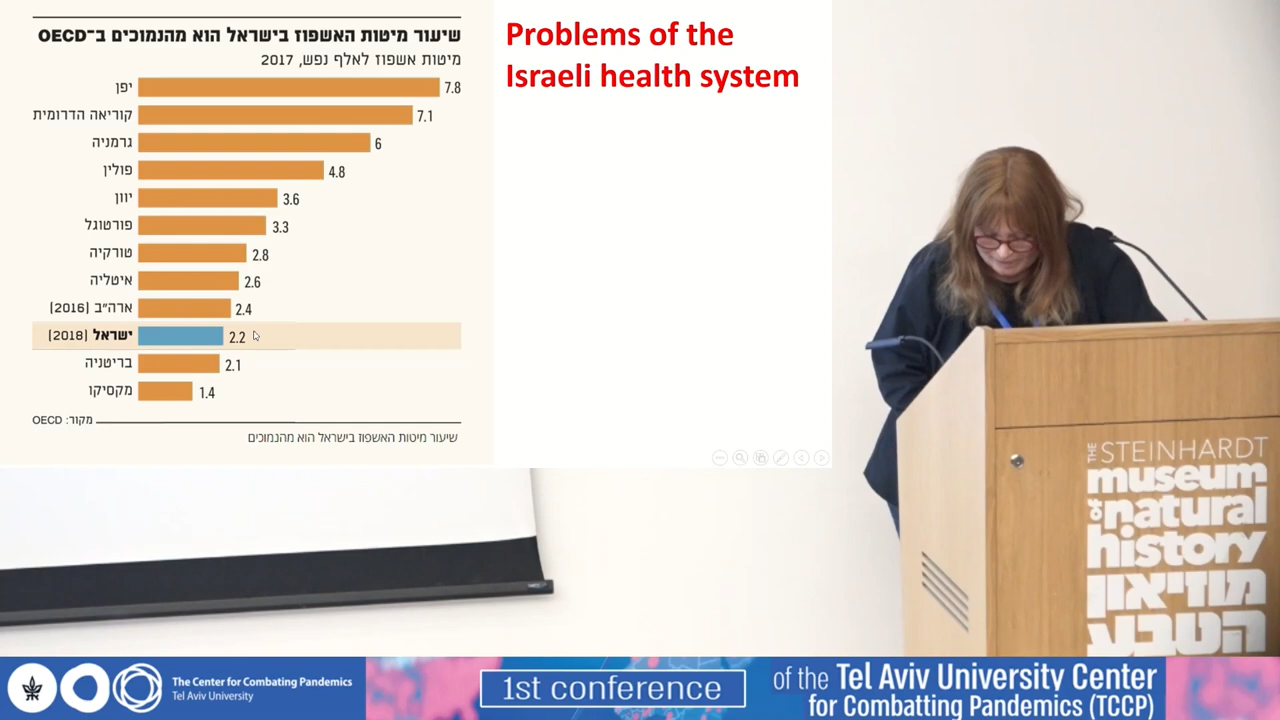 שיעור מיטות האשפוז בישראל הוא מהנמוכים ב־OECD
מיטות אשפוז לאלף נפש, 2017
יפן 7.8
קוריאה הדרומית 7.1
גרמניה 6
פולין 4.8
יוון 3.6
פורטוגל 3.3
טורקיה 2.8
איטליה 2.6
ארה״ב (2016) 2.4
ישראל (2018) 2.2
בריטניה 2.1
מקסיקו 1.4
מקור: OECD
שיעור מיטות האשפוז בישראל הוא מהנמוכים
Problems of the
Israeli health system
THE STEINHARDT
museum
of natural
history
מוזיאון
הטבע
The Center for Combating Pandemics
Tel Aviv University
1st conference
of the Tel Aviv University Center
for Combatting Pandemics (TCCP)